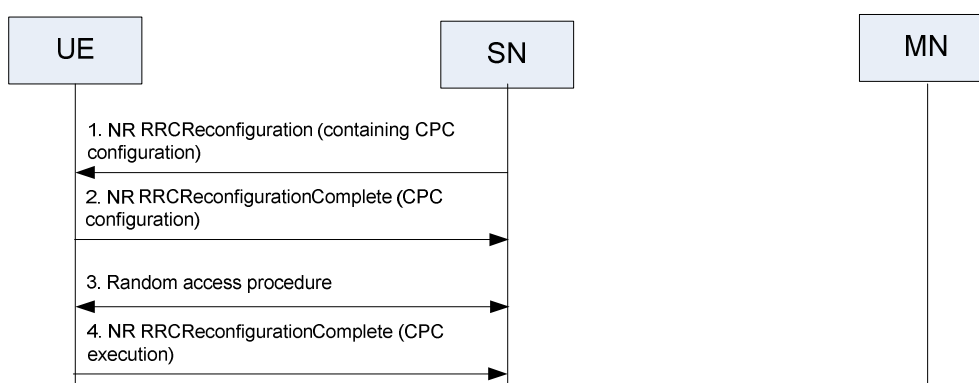 UE
SN
MN
1. NR RRCReconfiguration (containing CPC
configuration)
2. NR RRCReconfigurationComplete (CPC
configuration)
3. Random access procedure
4. NR RRCReconfigurationComplete (CPC
execution)